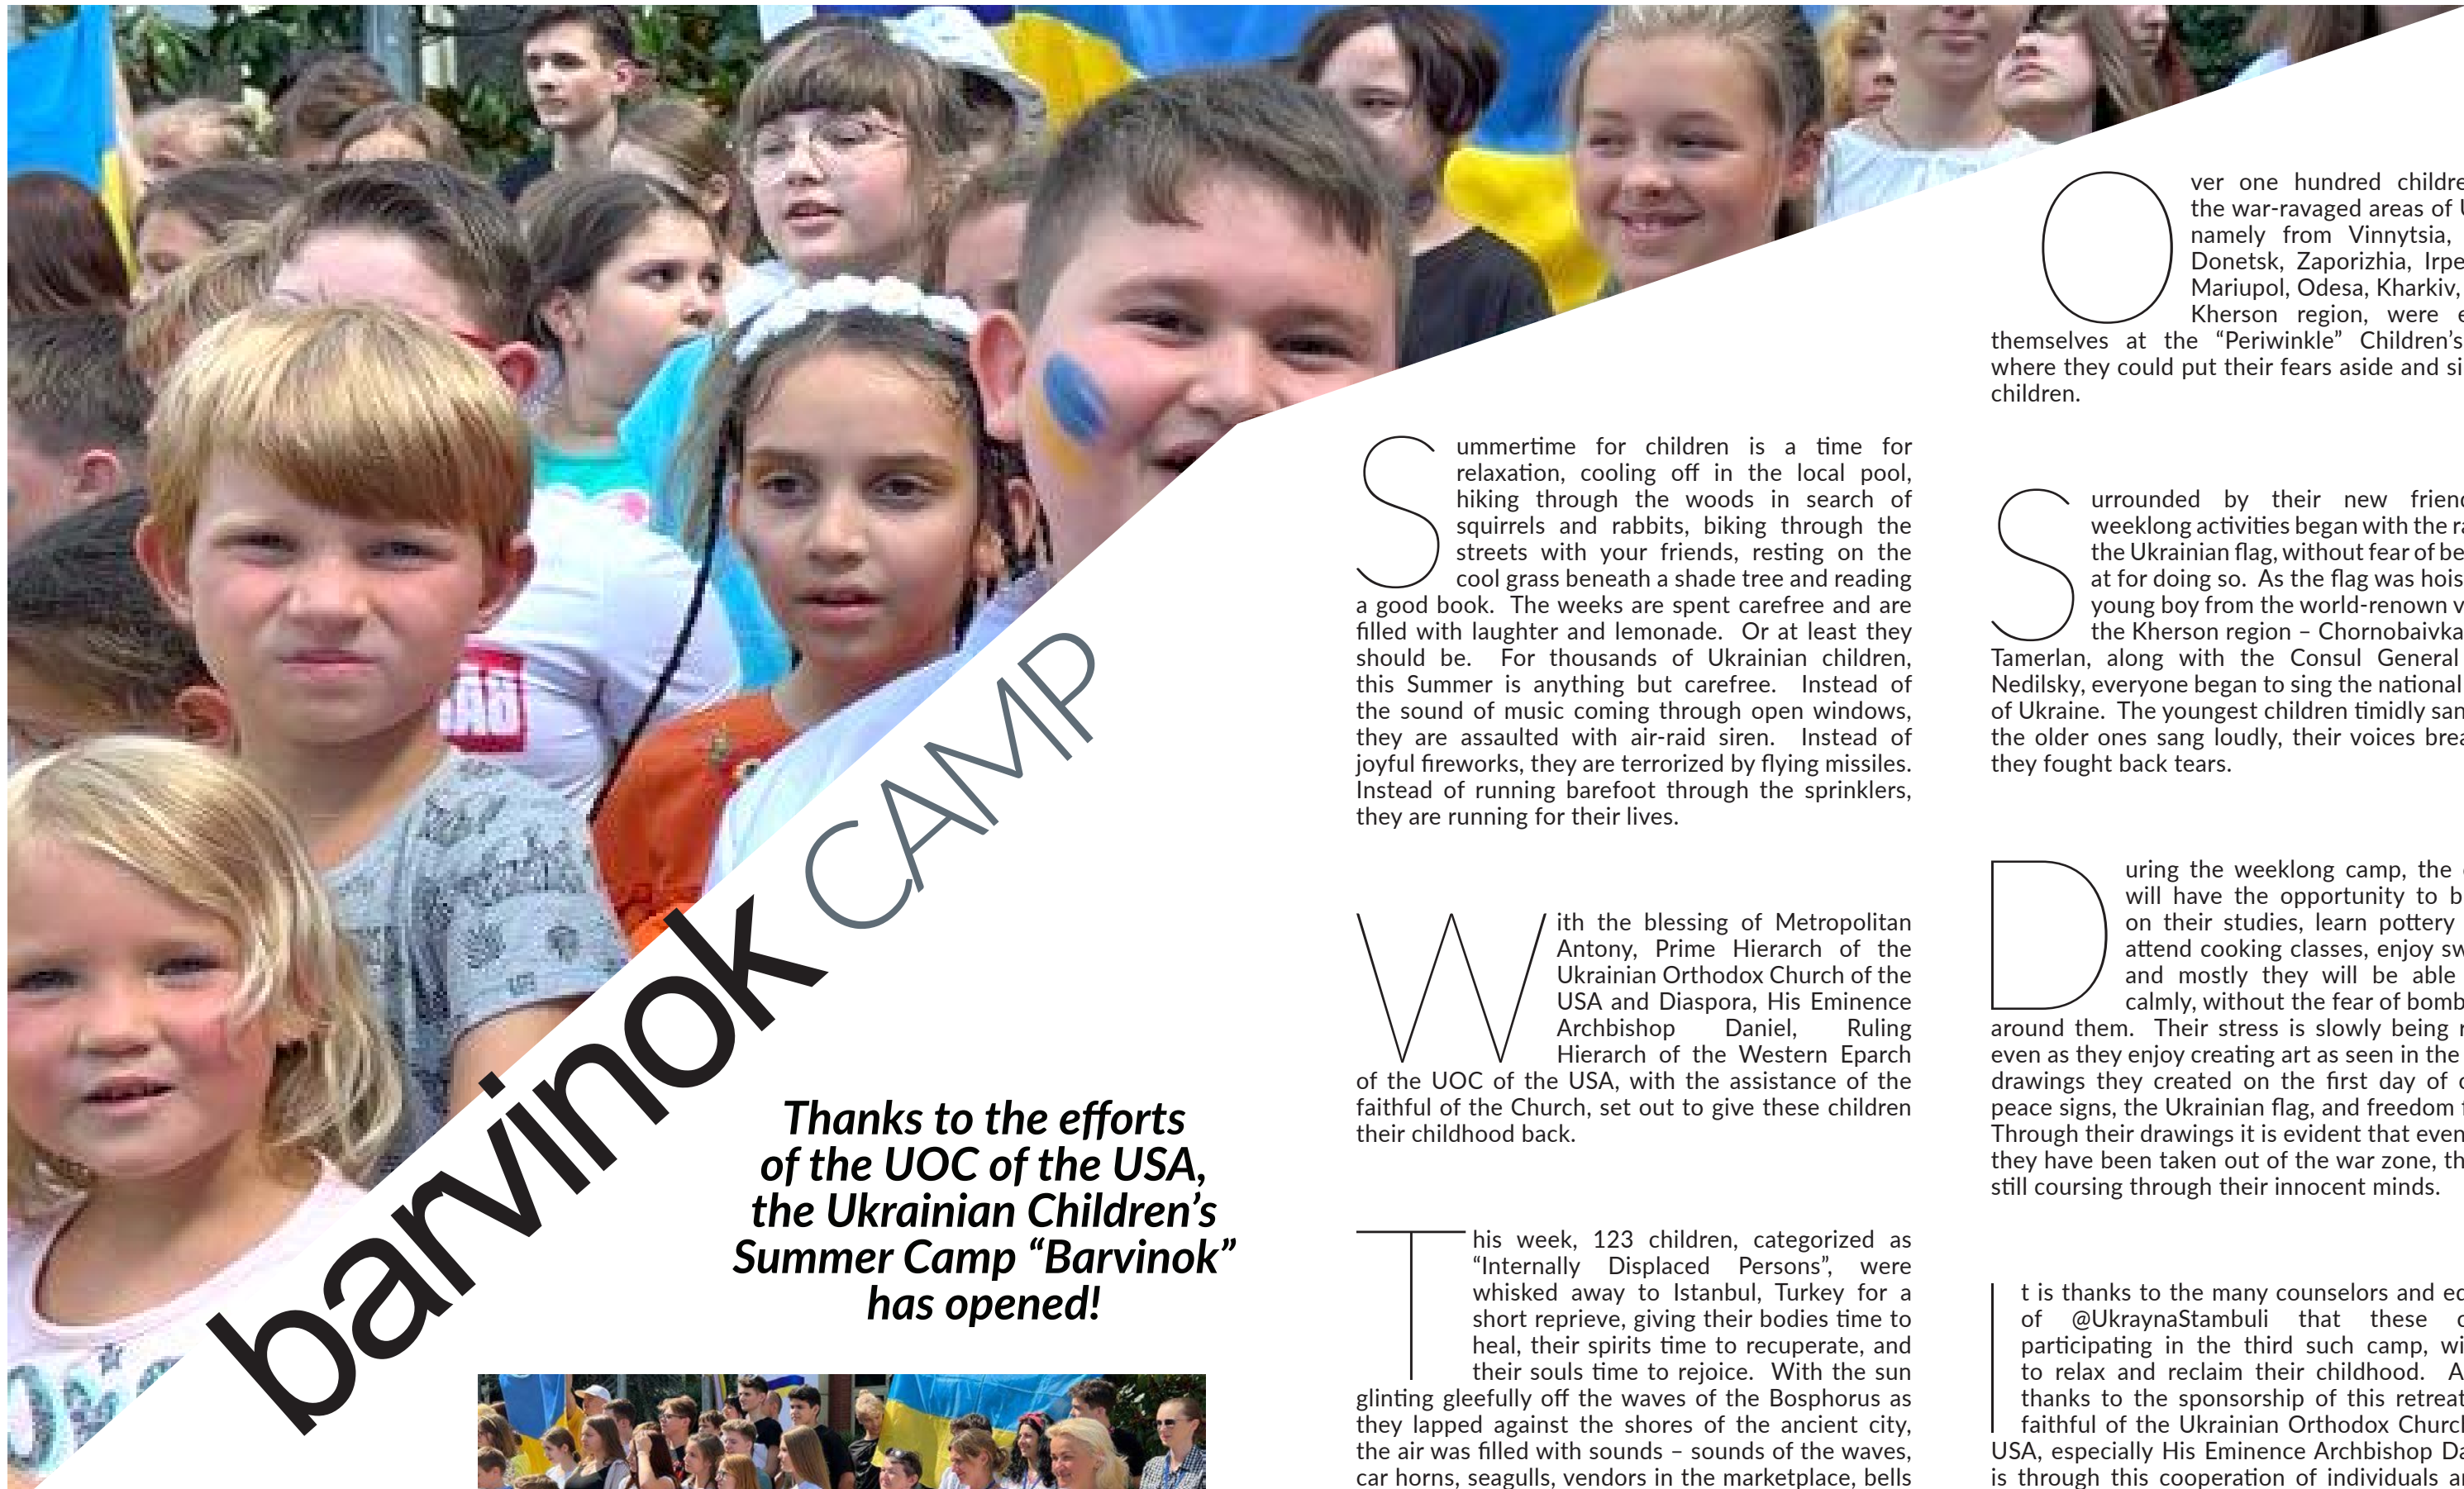 barvinok CAMP
Thanks to the efforts
of the UOC of the USA,
the Ukrainian Children's
Summer Camp “Barvinok”
has opened!
Summertime for children is a time for
relaxation, cooling off in the local pool,
hiking through the woods in search of
squirrels and rabbits, biking through the
streets with your friends, resting on the
cool grass beneath a shade tree and reading
a good book. The weeks are spent carefree and are
filled with laughter and lemonade. Or at least they
should be. For thousands of Ukrainian children,
this Summer is anything but carefree. Instead of
the sound of music coming through open windows,
they are assaulted with air-raid siren. Instead of
joyful fireworks, they are terrorized by flying missiles.
Instead of running barefoot through the sprinklers,
they are running for their lives.
With the blessing of Metropolitan
Antony, Prime Hierarch of the
Ukrainian Orthodox Church of the
USA and Diaspora, His Eminence
Archbishop Daniel, Ruling
Hierarch of the Western Eparch
of the UOC of the USA, with the assistance of the
faithful of the Church, set out to give these children
their childhood back.
This week, 123 children, categorized as
“Internally Displaced Persons”, were
whisked away to Istanbul, Turkey for a
short reprieve, giving their bodies time to
heal, their spirits time to recuperate, and
their souls time to rejoice. With the sun
glinting gleefully off the waves of the Bosphorus as
they lapped against the shores of the ancient city,
the air was filled with sounds – sounds of the waves,
car horns, seagulls, vendors in the marketplace, bells
Over one hundred
the war-ravaged areas of
namely from Vinnytsia,
Donetsk, Zaporizhia,
Mariupol, Odesa, Kharkiv,
Kherson region, were
themselves at the “Periwinkle” Children's
where they could put their fears aside and
children.
Surrounded by their new
weeklong activities began with the
the Ukrainian flag, without fear of
at for doing so. As the flag was
young boy from the world-renown
the Kherson region – Chornobaivka
Tamerlan, along with the Consul General
Nedilsky, everyone began to sing the national
of Ukraine. The youngest children timidly
the older ones sang loudly, their voices
they fought back tears.
During the weeklong camp, the
will have the opportunity to
on their studies, learn pottery
attend cooking classes, enjoy
and mostly they will be able
calmly, without the fear of
around them. Their stress is slowly being
even as they enjoy creating art as seen in the
drawings they created on the first day of
peace signs, the Ukrainian flag, and freedom
Through their drawings it is evident that even
they have been taken out of the war zone,
still coursing through their innocent minds.
It is thanks to the many counselors and
of @UkraynaStambuli that these
participating in the third such camp,
to relax and reclaim their childhood.
thanks to the sponsorship of this
faithful of the Ukrainian Orthodox
USA, especially His Eminence Archbishop
is through this cooperation of individuals